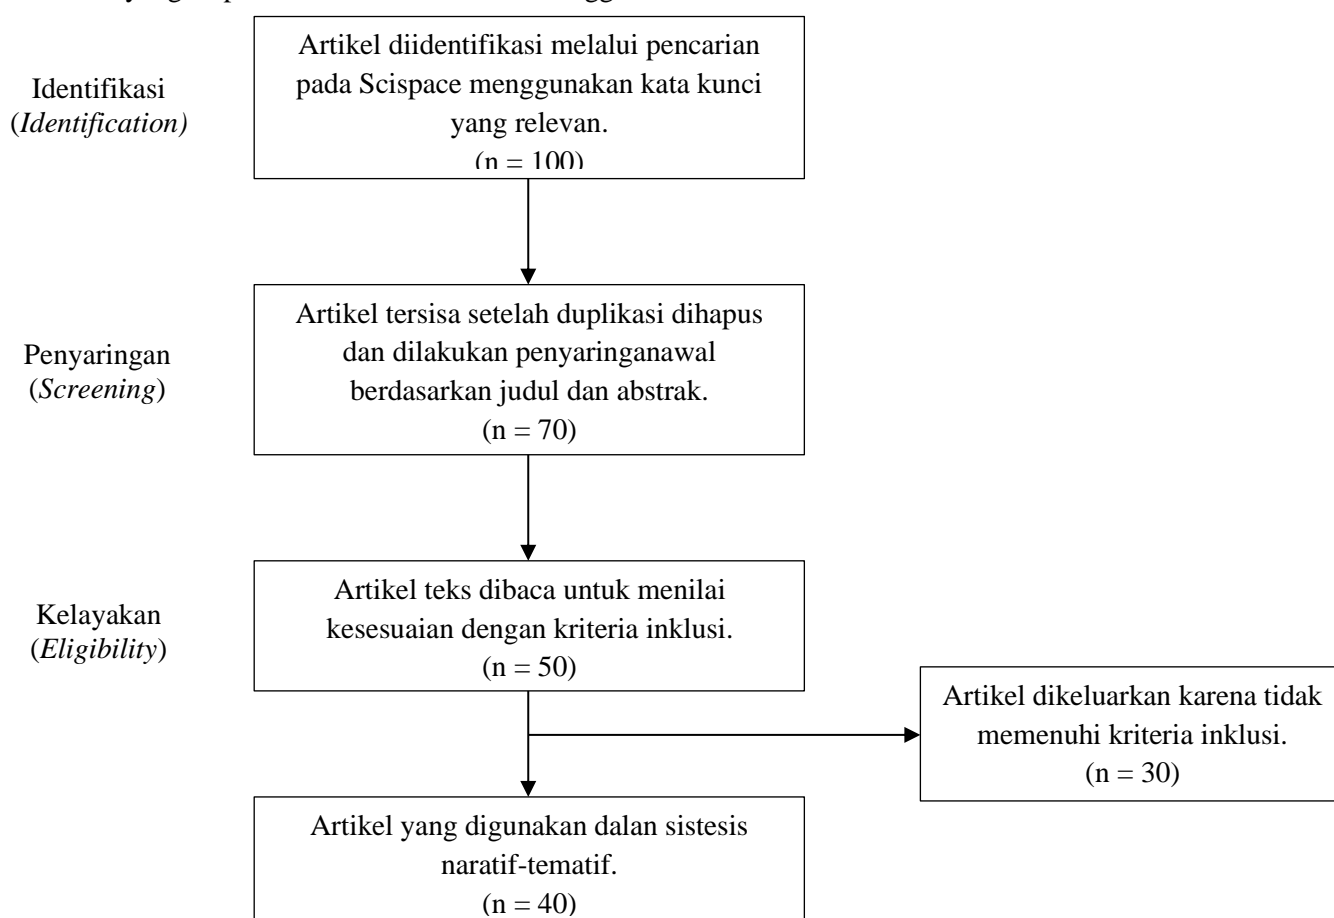 Artikel diidentifikasi melalui pencarian
pada Scispace menggunakan kata kunci
yang relevan.
(n = 100)
Identifikasi
(Identification)
Artikel tersisa setelah duplikasi dihapus
dan dilakukan penyaringanawal
berdasarkan judul dan abstrak.
(n = 70)
Penyaringan
(Screening)
Artikel teks dibaca untuk menilai
kesesuaian dengan kriteria inklusi.
(n = 50)
Kelayakan
(Eligibility)
Artikel dikeluarkan karena tidak
memenuhi kriteria inklusi.
(n = 30)
Artikel yang digunakan dalan sistesis
naratif-tematif.
(n = 40)